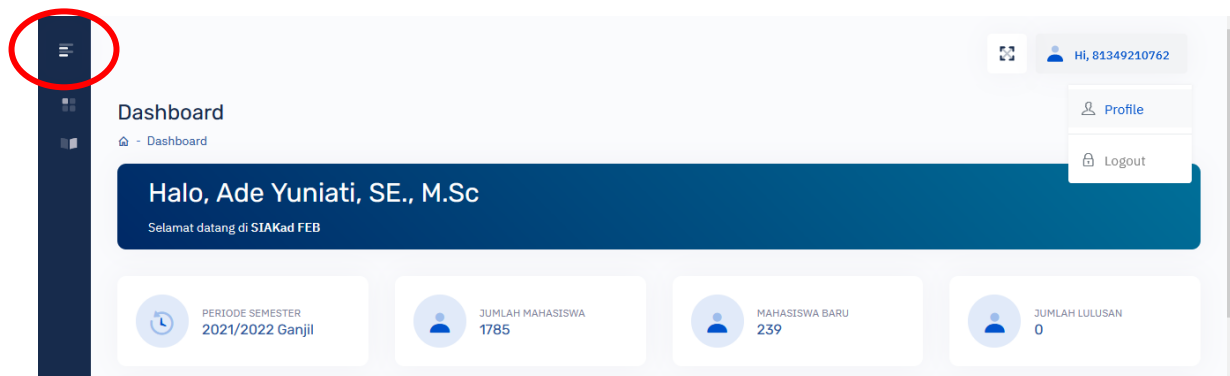 Hi, 81349210762
Profile
Logout
Dashboard
- Dashboard
Halo, Ade Yuniati, SE., M.Sc
Selamat datang di SIAKad FEB
PERIODE SEMESTER
2021/2022 Ganjil
JUMLAH MAHASISWA
1785
MAHASISWA BARU
239
JUMLAH LULUSAN
0